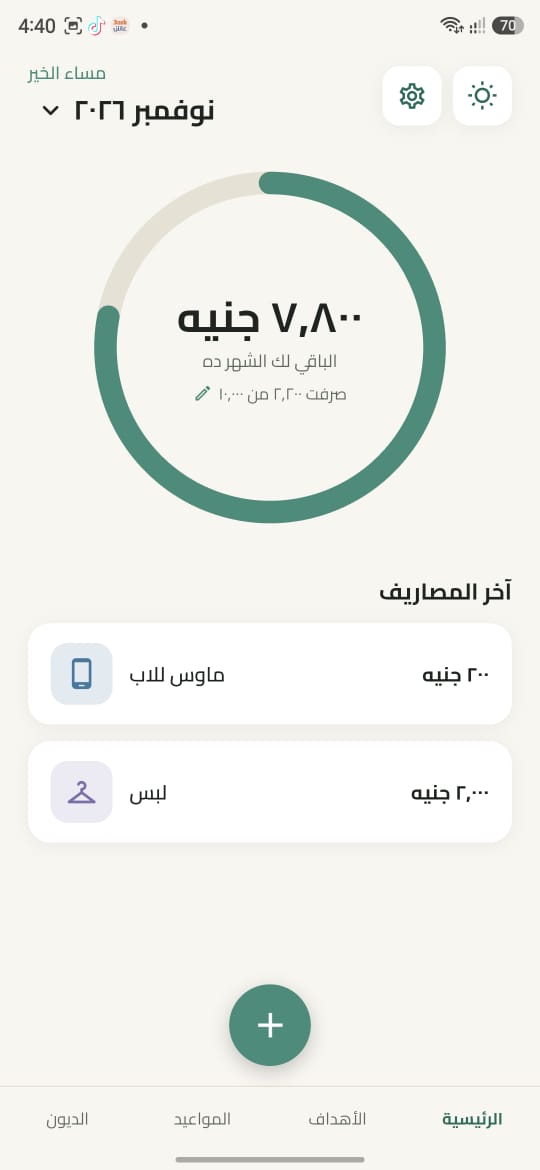 4:40
70
مساء الخير
نوفمبر ٢٠٢٦
٧,٨٠٠ جنيه
الباقي لك الشهر ده
صرفت ٢,٢٠٠ من ١٠,٠٠٠
آخر المصاريف
ماوس للاب
٢٠٠ جنيه
لبس
٢,٠٠٠ جنيه
الرئيسية
الأهداف
المواعيد
الديون